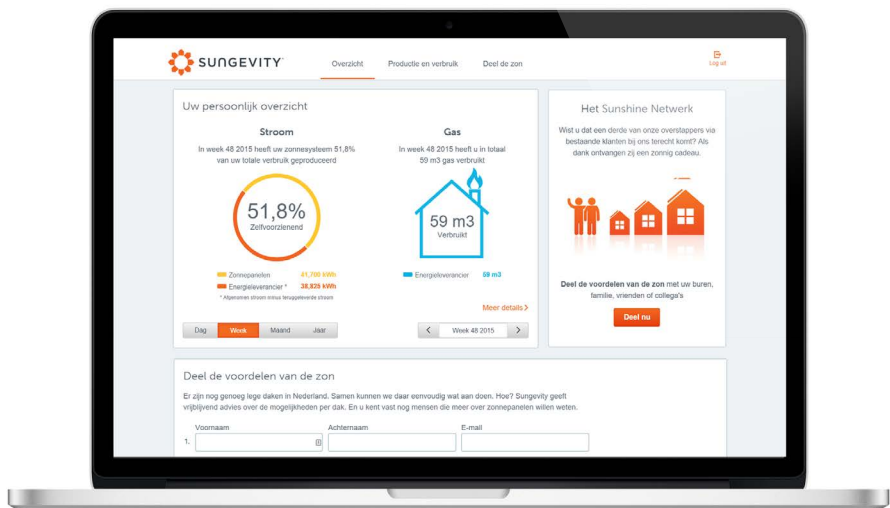 SUNGEVITY
Overzicht
Productie en verbruik
Deel de zon
Log uit
Uw persoonlijk overzicht
Stroom
In week 48 2015 heeft uw zonnesysteem 51,8%
van uw totale verbruik geproduceerd
51,8%
Zelfvoorzienend
Zonnepanelen 41,700 kWh
Energieleverancier * 38,825 kWh
* Afgenomen stroom minus teruggeleverde stroom
Gas
In week 48 2015 heeft u in totaal
59 m3 gas verbruikt
59 m3
Verbruikt
Energieleverancier 59 m3
Meer details
Dag Week Maand Jaar
Week 48 2015
Het Sunshine Netwerk
Wist u dat een derde van onze overstappers via
bestaande klanten bij ons terecht komt? Als
dank ontvangen zij een zonnig cadeau.
Deel de voordelen van de zon met uw buren,
familie, vrienden of collega's
Deel nu
Deel de voordelen van de zon
Er zijn nog genoeg lege daken in Nederland. Samen kunnen we daar eenvoudig wat aan doen. Hoe? Sungevity geeft
vrijblijvend advies over de mogelijkheden per dak. En u kent vast nog mensen die meer over zonnepanelen willen weten.
Voornaam Achternaam E-mail
1.